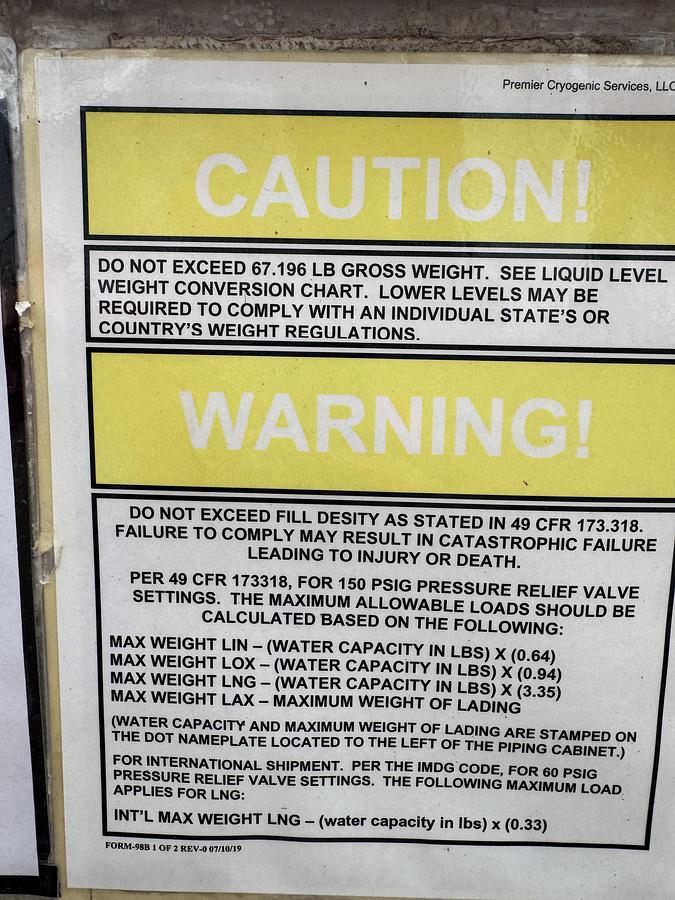 Premier Cryogenic Services, LLC
CAUTION!
DO NOT EXCEED 67.196 LB GROSS WEIGHT. SEE LIQUID LEVEL
WEIGHT CONVERSION CHART. LOWER LEVELS MAY BE
REQUIRED TO COMPLY WITH AN INDIVIDUAL STATE'S OR
COUNTRY'S WEIGHT REGULATIONS.
WARNING!
DO NOT EXCEED FILL DESITY AS STATED IN 49 CFR 173.318.
FAILURE TO COMPLY MAY RESULT IN CATASTROPHIC FAILURE
LEADING TO INJURY OR DEATH.
PER 49 CFR 173318, FOR 150 PSIG PRESSURE RELIEF VALVE
SETTINGS. THE MAXIMUM ALLOWABLE LOADS SHOULD BE
CALCULATED BASED ON THE FOLLOWING:
MAX WEIGHT LIN – (WATER CAPACITY IN LBS) X (0.64)
MAX WEIGHT LOX – (WATER CAPACITY IN LBS) X (0.94)
MAX WEIGHT LNG – (WATER CAPACITY IN LBS) X (3.35)
MAX WEIGHT LAX – MAXIMUM WEIGHT OF LADING
(WATER CAPACITY AND MAXIMUM WEIGHT OF LADING ARE STAMPED ON
THE DOT NAMEPLATE LOCATED TO THE LEFT OF THE PIPING CABINET.)
FOR INTERNATIONAL SHIPMENT. PER THE IMDG CODE, FOR 60 PSIG
PRESSURE RELIEF VALVE SETTINGS. THE FOLLOWING MAXIMUM LOAD
APPLIES FOR LNG:
INT'L MAX WEIGHT LNG – (water capacity in lbs) x (0.33)
FORM-98B 1 OF 2 REV-0 07/10/19